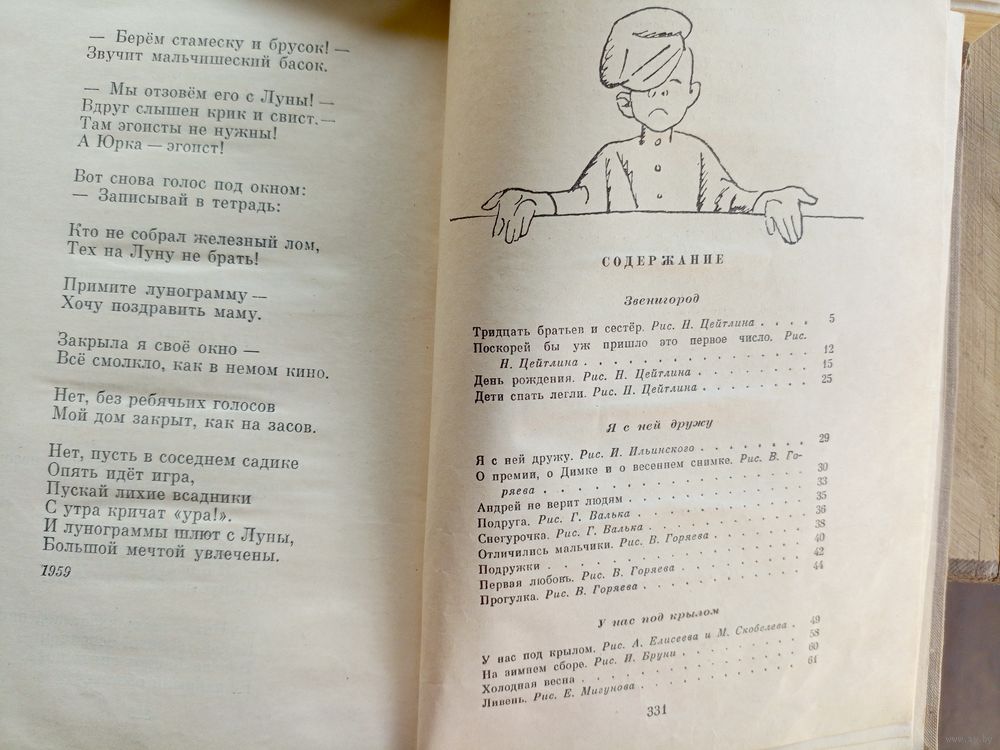 — Берём стамеску и брусок! —
Звучит мальчишеский басок.
— Мы отзовём его с Луны! —
Вдруг слышен крик и свист.—
Там эгоисты не нужны!
А Юрка — эгоист!
Вот снова голос под окном:
— Записывай в тетрадь:
Кто не собрал железный лом,
Тех на Луну не брать!
Примите лунограмму —
Хочу поздравить маму.
Закрыла я своё окно —
Всё смолкло, как в немом кино.
Нет, без ребячьих голосов
Мой дом закрыт, как на засов.
Нет, пусть в соседнем садике
Опять идёт игра,
Пускай лихие всадники
С утра кричат «ура!».
И лунограммы шлют с Луны,
Большой мечтой увлечены.
1959
СОДЕРЖАНИЕ
Звенигород
Тридцать братьев и сестёр. Рис. Н. Цейтлина . . . . 5
Поскорей бы уж пришло это первое число. Рис.
Н. Цейтлина . . . . . . . . . . . . 12
День рождения. Рис. Н. Цейтлина . . . . . . 15
Дети спать легли. Рис. Н. Цейтлина . . . . . . 25
Я с ней дружу
Я с ней дружу. Рис. И. Ильинского . . . . . . 29
О премии, о Димке и о весеннем снимке. Рис. В. Го-
ряева . . . . . . . . . . . . . 30
Андрей не верит людям . . . . . . . . . 33
Подруга. Рис. Г. Валька . . . . . . . . . 35
Снегурочка. Рис. Г. Валька . . . . . . . . 36
Отличились мальчики. Рис. В. Горяева . . . . . 38
Подружки . . . . . . . . . . . . 40
Первая любовь. Рис. В. Горяева . . . . . . . 42
Прогулка. Рис. В. Горяева . . . . . . . . 44
У нас под крылом
У нас под крылом. Рис. А. Елисеева и М. Скобелева . 49
На зимнем сборе. Рис. И. Бруни . . . . . . . 58
Холодная весна . . . . . . . . . . . 60
Ливень. Рис. Е. Мигунова . . . . . . . . 61
331
www.ay.by